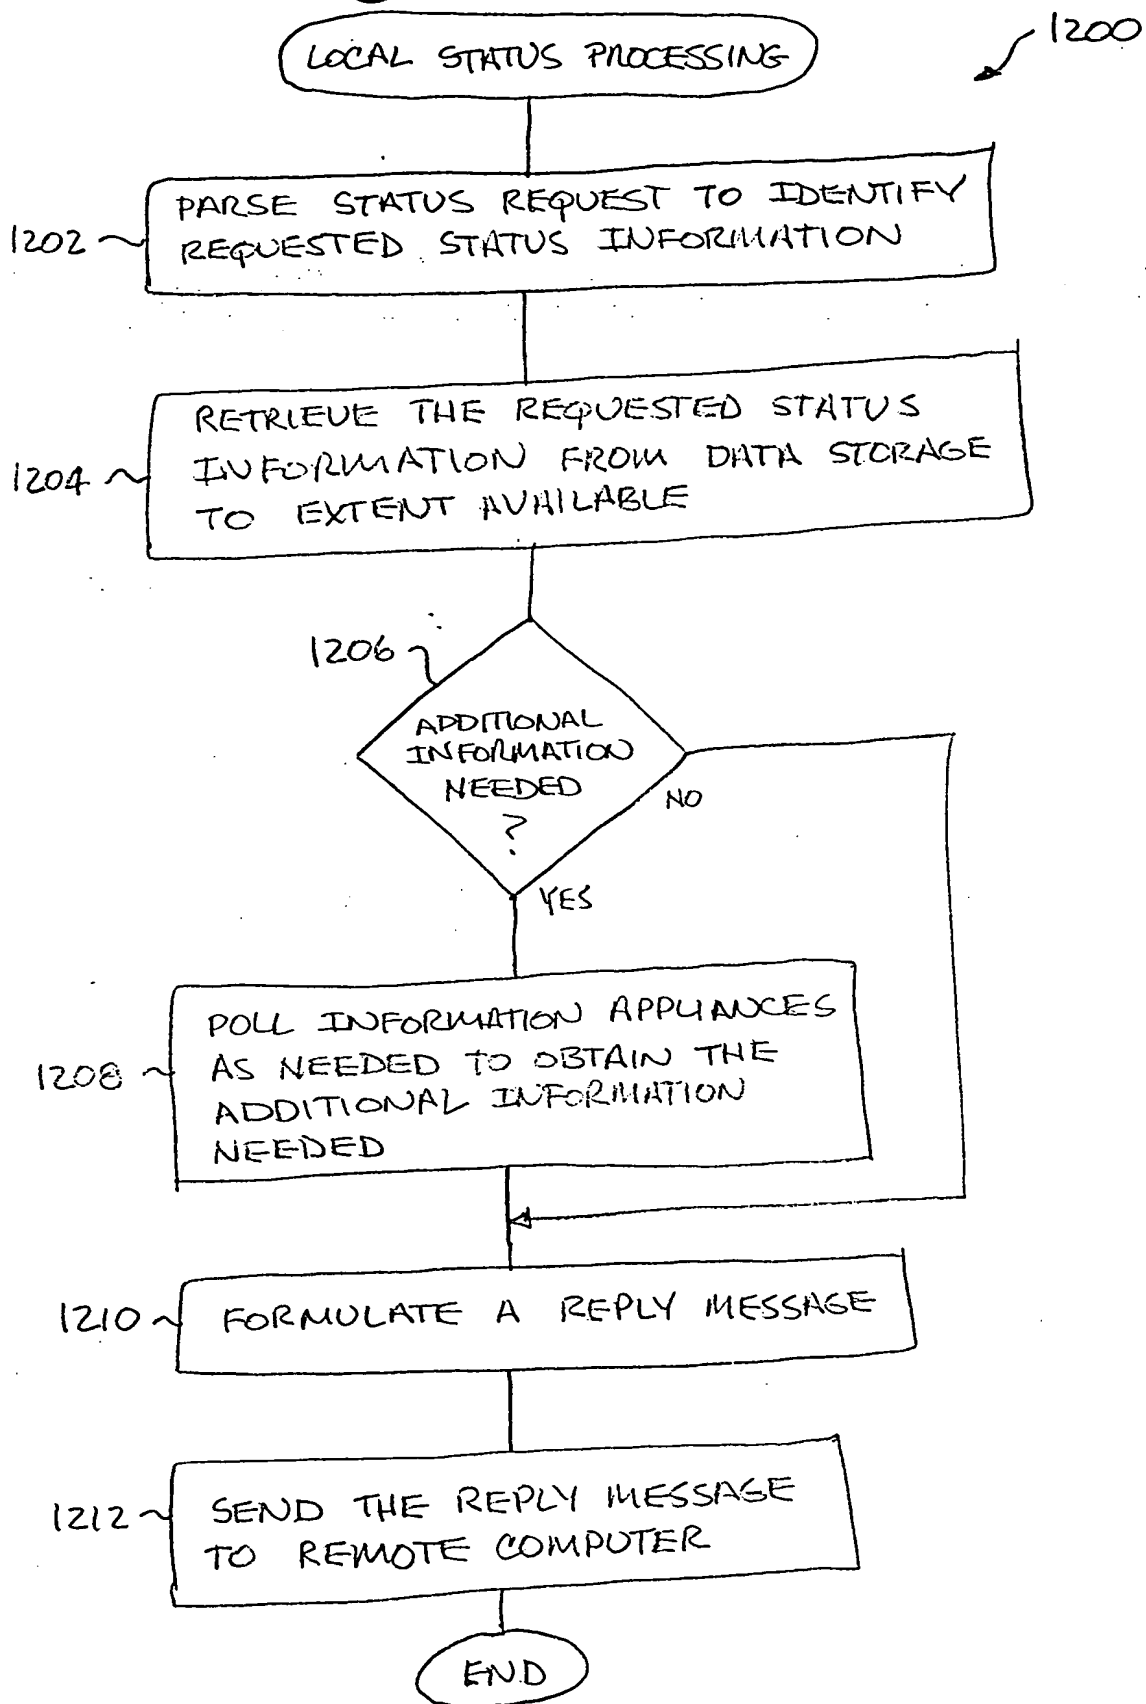 1200
LOCAL STATUS PROCESSING
PARSE STATUS REQUEST TO IDENTIFY
REQUESTED STATUS INFORMATION
1202
RETRIEVE THE REQUESTED STATUS
INFORMATION FROM DATA STORAGE
TO EXTENT AVAILABLE
1204
1206
ADDITIONAL
INFORMATION
NEEDED
?
NO
YES
POLL INFORMATION APPLIANCES
AS NEEDED TO OBTAIN THE
ADDITIONAL INFORMATION
NEEDED
1208
1210
FORMULATE A REPLY MESSAGE
1212
SEND THE REPLY MESSAGE
TO REMOTE COMPUTER
END